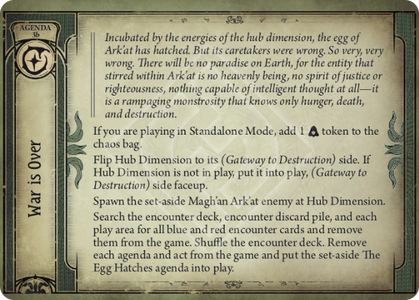 AGENDA
3b
War is Over
Incubated by the energies of the hub dimension, the egg of
Ark'at has hatched. But its caretakers were wrong. So very, very
wrong. There will be no paradise on Earth, for the entity that
stirred within Ark'at is no heavenly being, no spirit of justice or
righteousness, nothing capable of intelligent thought at all—it
is a rampaging monstrosity that knows only hunger, death,
and destruction.
If you are playing in Standalone Mode, add 1 token to the
chaos bag.
Flip Hub Dimension to its (Gateway to Destruction) side. If
Hub Dimension is not in play, put it into play, (Gateway to
Destruction) side faceup.
Spawn the set-aside Magh'an Ark'at enemy at Hub Dimension.
Search the encounter deck, encounter discard pile, and each
play area for all blue and red encounter cards and remove
them from the game. Shuffle the encounter deck. Remove
each agenda and act from the game and put the set-aside The
Egg Hatches agenda into play.